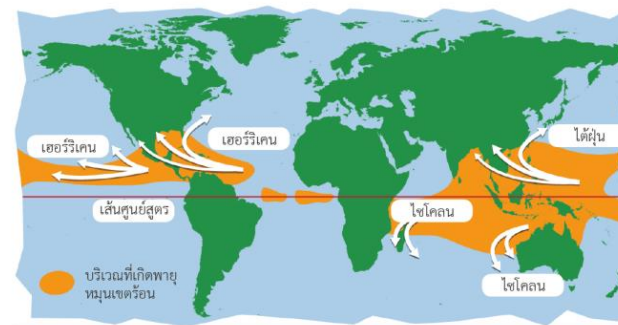 เฮอร์ริเคน
เฮอร์ริเคน
ไต้ฝุ่น
เส้นศูนย์สูตร
ไซโคลน
ไซโคลน
บริเวณที่เกิดพายุ
หมุนเขตร้อน